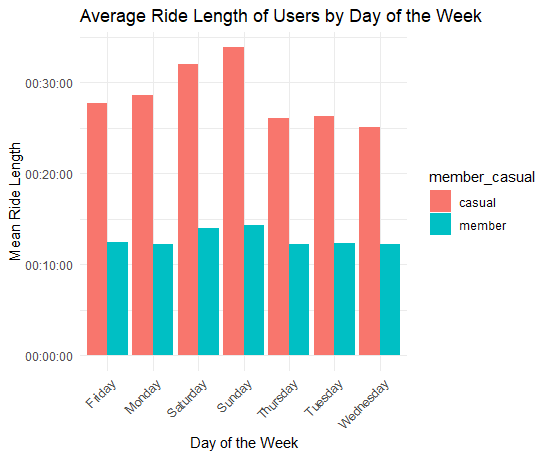 Average Ride Length of Users by Day of the Week
00:30:00
00:20:00
00:10:00
00:00:00
Mean Ride Length
Friday
Monday
Saturday
Sunday
Thursday
Tuesday
Wednesday
Day of the Week
member_casual
casual
member